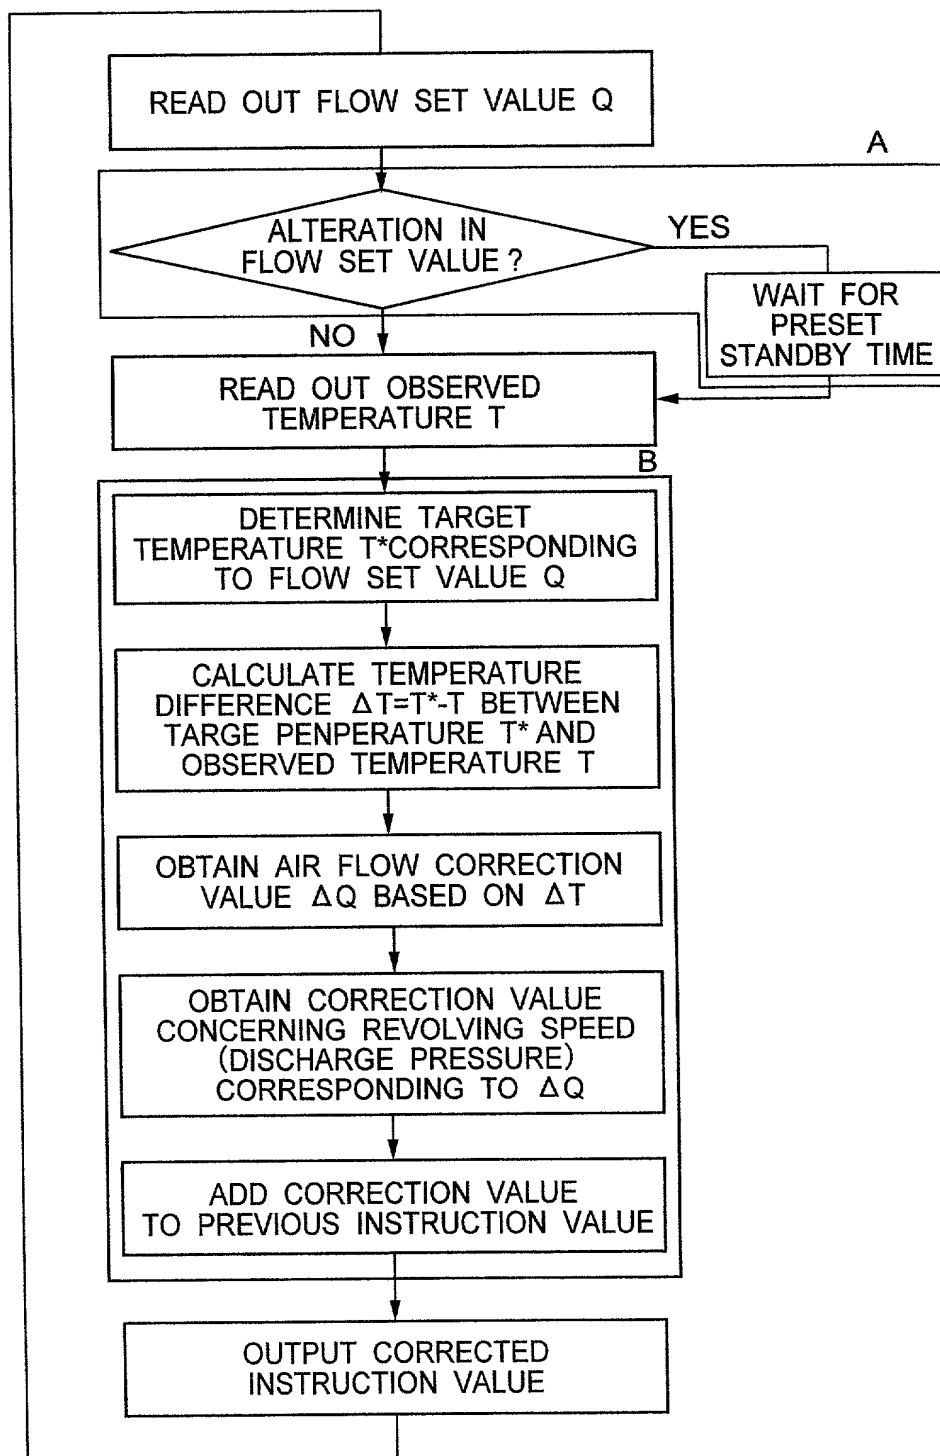 READ OUT FLOW SET VALUE Q
A
ALTERATION IN
FLOW SET VALUE ?
YES
WAIT FOR
PRESET
STANDBY TIME
NO
READ OUT OBSERVED
TEMPERATURE T
B
DETERMINE TARGET
TEMPERATURE T*CORRESPONDING
TO FLOW SET VALUE Q
CALCULATE TEMPERATURE
DIFFERENCE ΔT=T*-T BETWEEN
TARGE PENPERATURE T* AND
OBSERVED TEMPERATURE T
OBTAIN AIR FLOW CORRECTION
VALUE ΔQ BASED ON ΔT
OBTAIN CORRECTION VALUE
CONCERNING REVOLVING SPEED
(DISCHARGE PRESSURE)
CORRESPONDING TO ΔQ
ADD CORRECTION VALUE
TO PREVIOUS INSTRUCTION VALUE
OUTPUT CORRECTED
INSTRUCTION VALUE